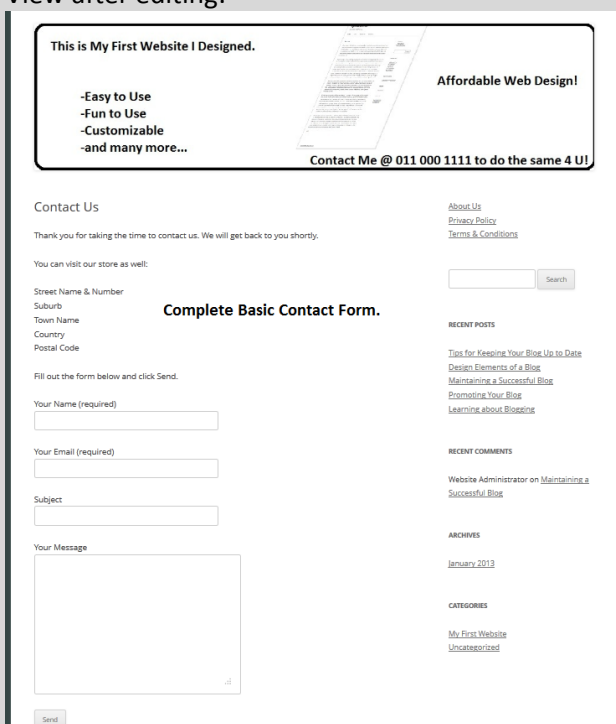 View after editing:
This is My First Website I Designed.
Affordable Web Design!
-Easy to Use
-Fun to Use
-Customizable
-and many more...
Contact Me @ 011 000 1111 to do the same 4 U!
Contact Us
Thank you for taking the time to contact us. We will get back to you shortly.
You can visit our store as well:
Street Name & Number
Suburb
Town Name
Country
Postal Code
Complete Basic Contact Form.
Fill out the form below and click Send.
Your Name (required)
Your Email (required)
Subject
Your Message
Send
About Us
Privacy Policy
Terms & Conditions
Search
RECENT POSTS
Tips for Keeping Your Blog Up to Date
Design Elements of a Blog
Maintaining a Successful Blog
Promoting Your Blog
Learning about Blogging
RECENT COMMENTS
Website Administrator on Maintaining a
Successful Blog
ARCHIVES
January 2013
CATEGORIES
My First Website
Uncategorized